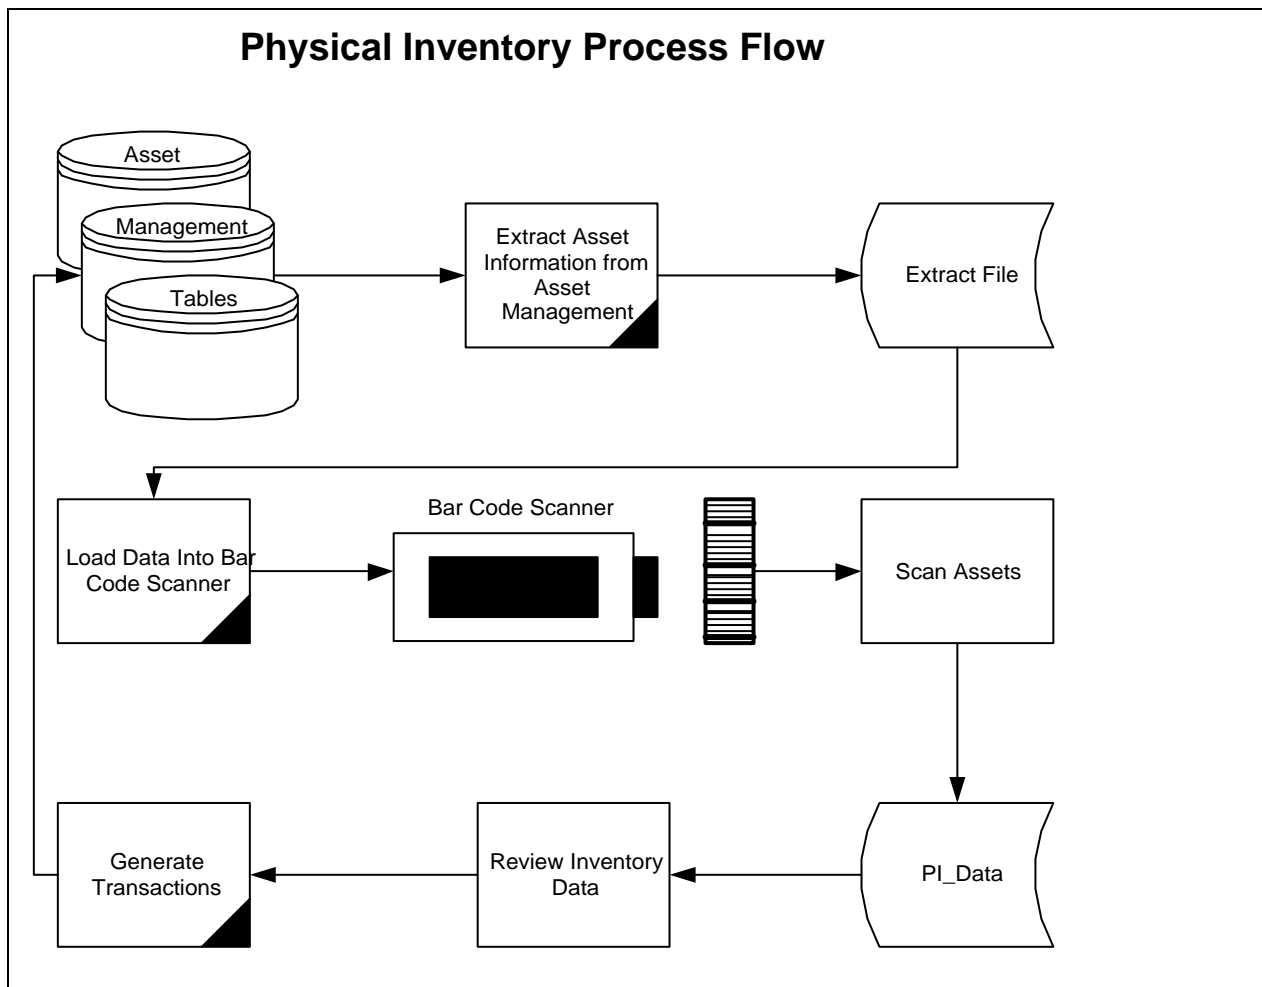 Physical Inventory Process Flow
Asset
Management
Tables
Extract Asset
Information from
Asset
Management
Extract File
Load Data Into Bar
Code Scanner
Bar Code Scanner
Scan Assets
Generate
Transactions
Review Inventory
Data
PI_Data